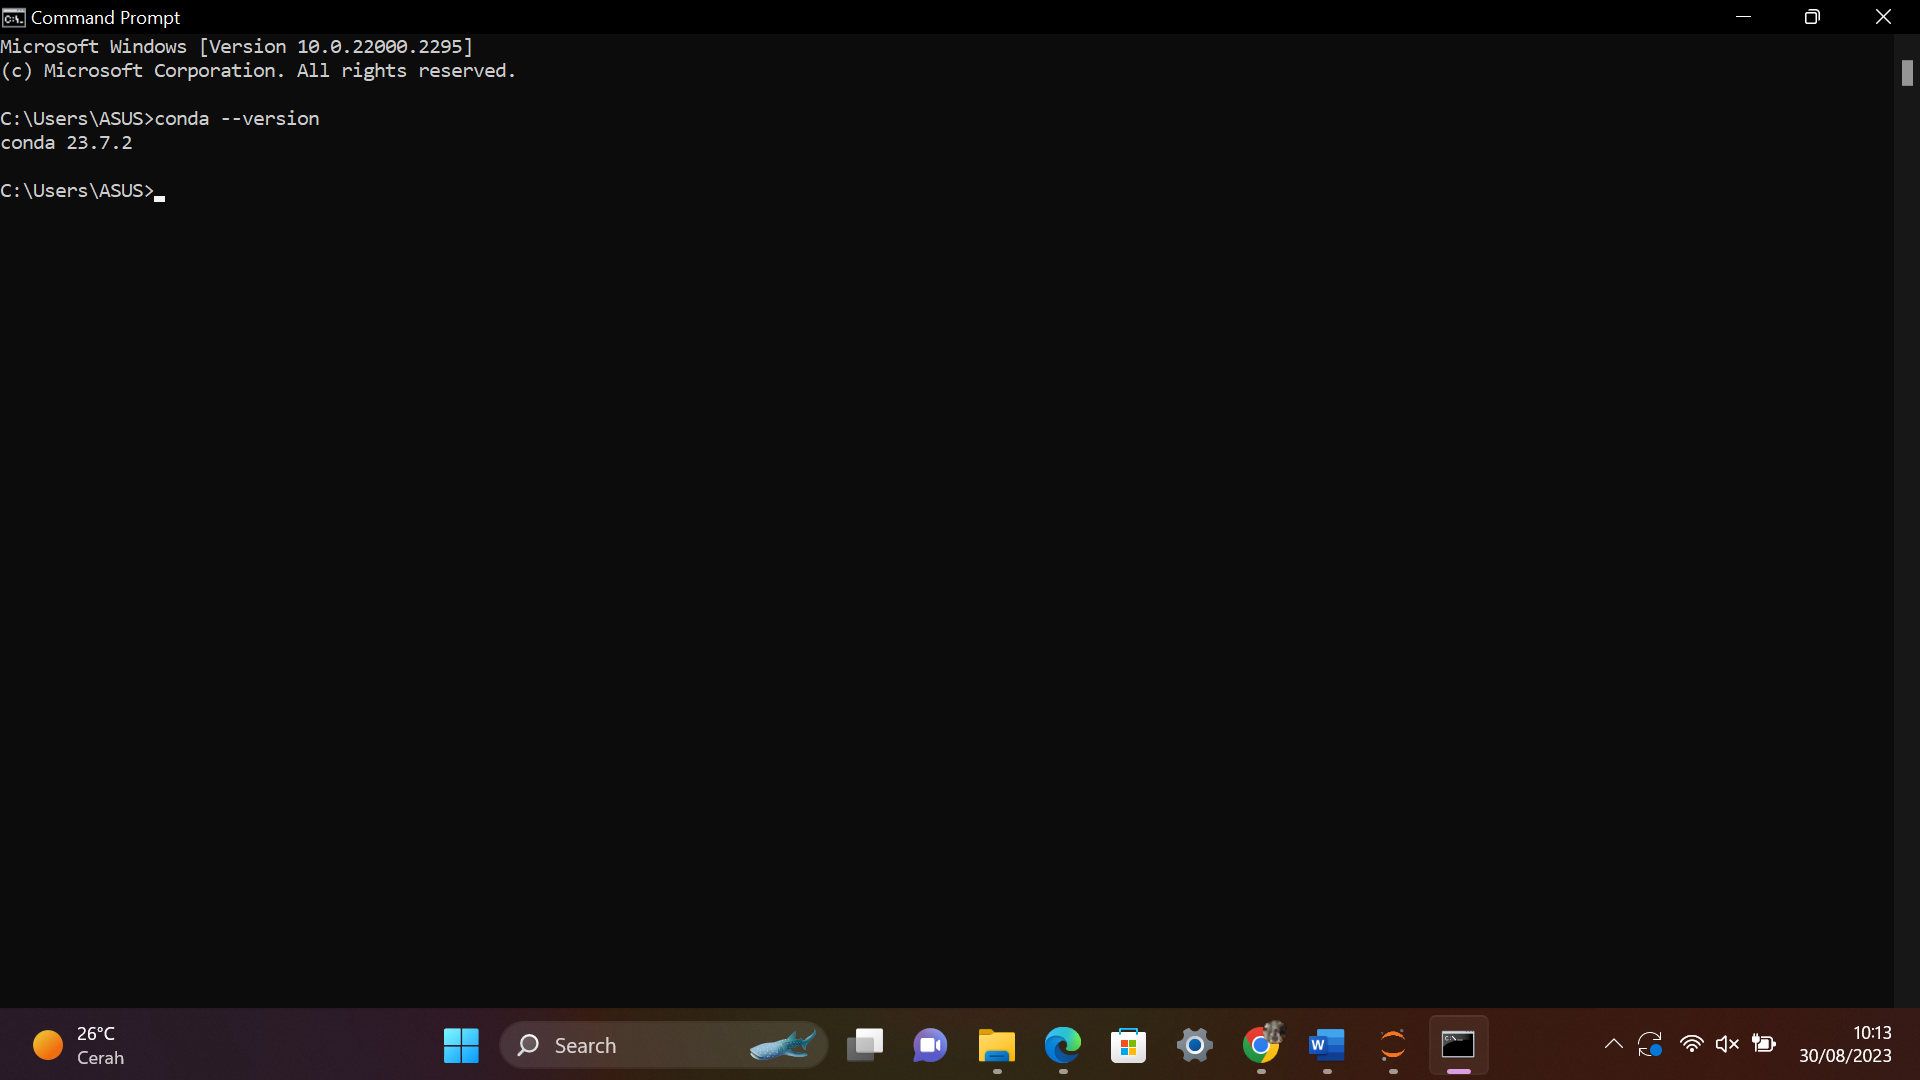 Command Prompt
Microsoft Windows [Version 10.0.22000.2295]
(c) Microsoft Corporation. All rights reserved.
C:\Users\ASUS>conda --version
conda 23.7.2
C:\Users\ASUS>
26°C
Cerah
Search
10:13
30/08/2023